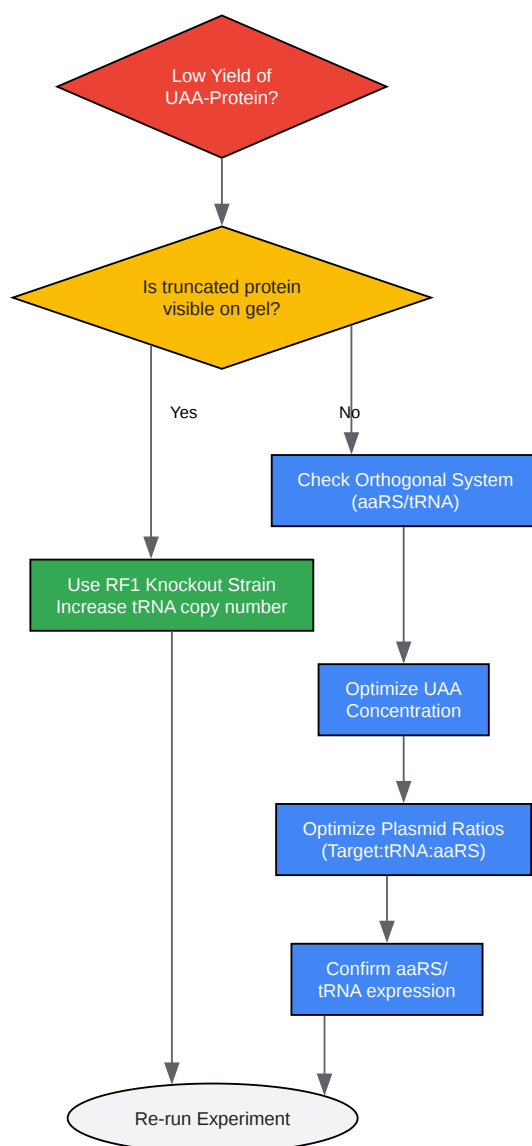 Low Yield of
UAA-Protein?
Is truncated protein
visible on gel?
Yes
No
Check Orthogonal System
(aaRS/tRNA)
Use RF1 Knockout Strain
Increase tRNA copy number
Optimize UAA
Concentration
Optimize Plasmid Ratios
(Target:tRNA:aaRS)
Confirm aaRS/
tRNA expression
Re-run Experiment